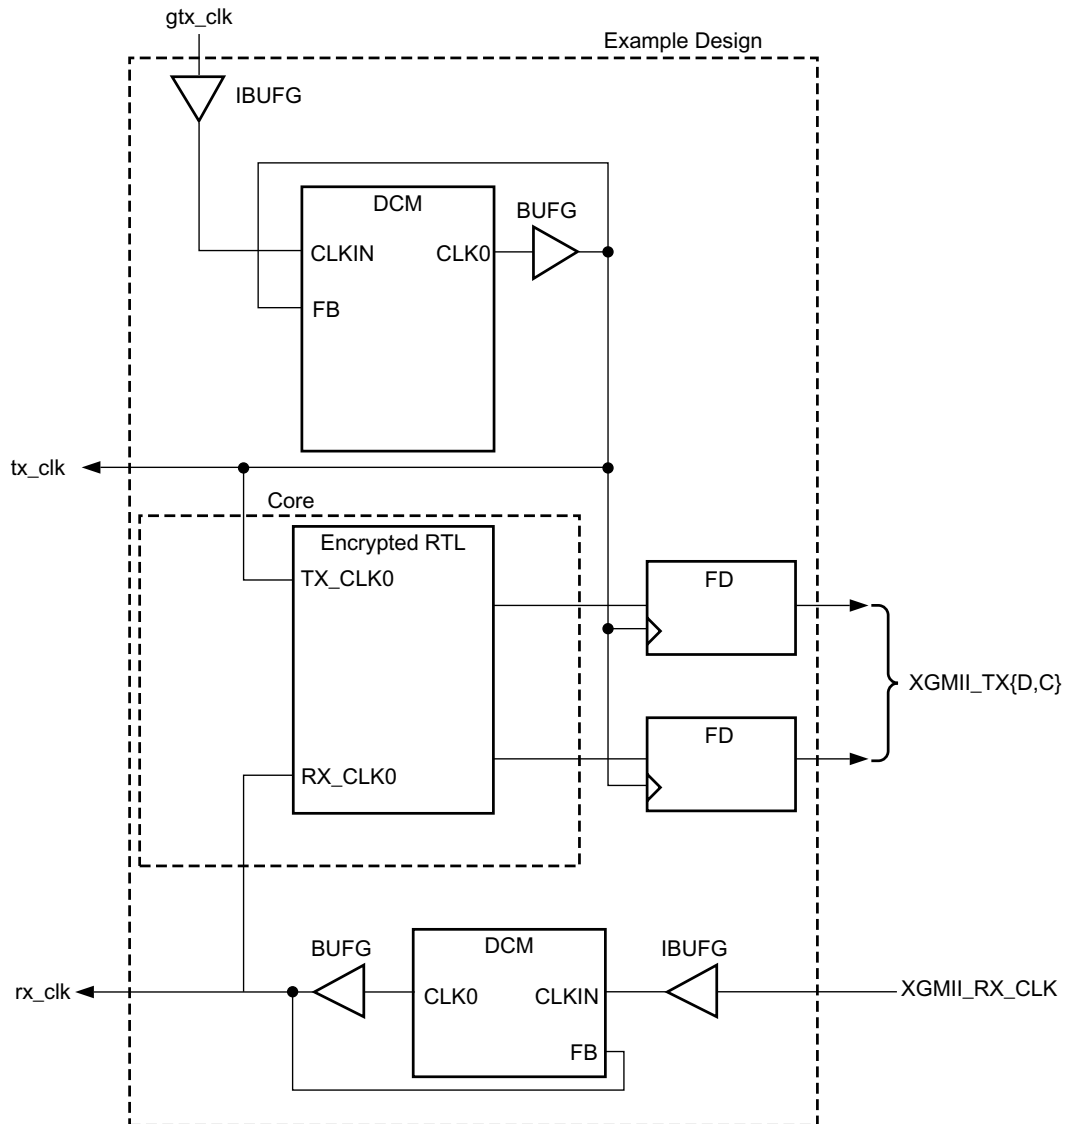 gtx_clk
Example Design
IBUFG
DCM
BUFG
CLKIN
CLK0
FB
tx_clk
Core
Encrypted RTL
TX_CLK0
FD
XGMII_TX{D,C}
FD
RX_CLK0
BUFG
DCM
IBUFG
rx_clk
CLK0
CLKIN
XGMII_RX_CLK
FB